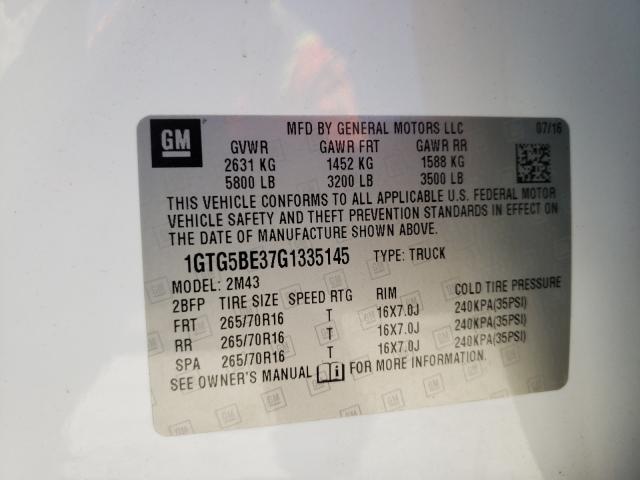 GM MFD BY GENERAL MOTORS LLC 07/16
GVWR GAWR FRT GAWR RR
2631 KG 1452 KG 1588 KG
5800 LB 3200 LB 3500 LB
THIS VEHICLE CONFORMS TO ALL APPLICABLE U.S. FEDERAL MOTOR
VEHICLE SAFETY AND THEFT PREVENTION STANDARDS IN EFFECT ON
THE DATE OF MANUFACTURE SHOWN ABOVE.
1GTG5BE37G1335145 TYPE: TRUCK
MODEL: 2M43
2BFP TIRE SIZE SPEED RTG RIM COLD TIRE PRESSURE
FRT 265/70R16 T 16X7.0J 240KPA(35PSI)
RR 265/70R16 T 16X7.0J 240KPA(35PSI)
SPA 265/70R16 T 16X7.0J 240KPA(35PSI)
SEE OWNER'S MANUAL i FOR MORE INFORMATION.